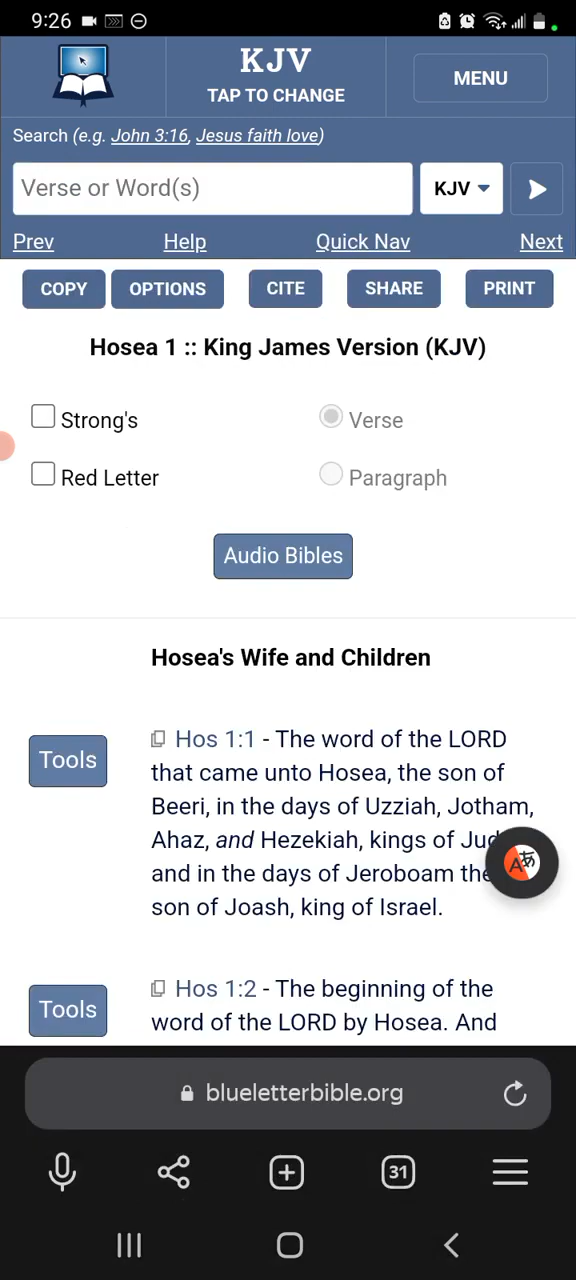 9:26
KJV
TAP TO CHANGE
MENU
Search (e.g. John 3:16, Jesus faith love)
Verse or Word(s)
KJV
Prev Help Quick Nav Next
COPY OPTIONS CITE SHARE PRINT
Hosea 1 :: King James Version (KJV)
Strong's Verse
Red Letter Paragraph
Audio Bibles
Hosea's Wife and Children
Tools
Hos 1:1 - The word of the LORD
that came unto Hosea, the son of
Beeri, in the days of Uzziah, Jotham,
Ahaz, and Hezekiah, kings of
and in the days of Jeroboam the
son of Joash, king of Israel.
Tools
Hos 1:2 - The beginning of the
word of the LORD by Hosea. And
blueletterbible.org
31